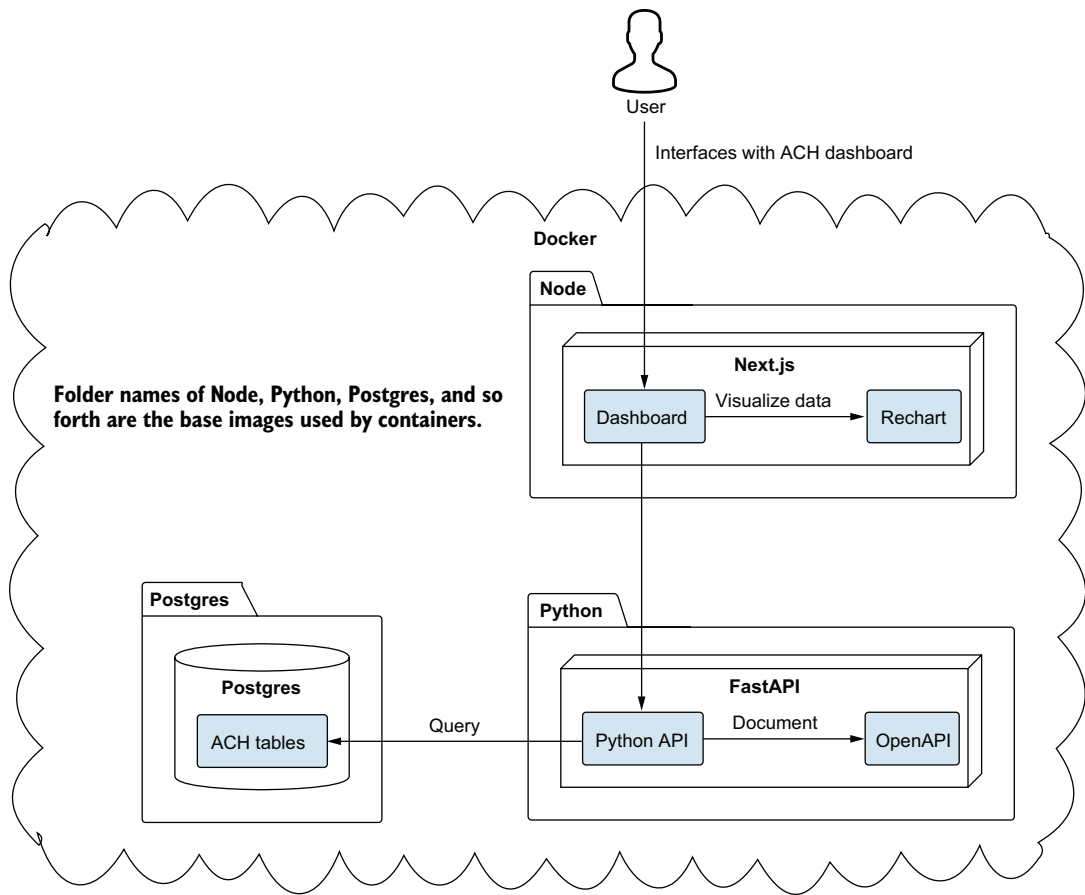 User
Interfaces with ACH dashboard
Docker
Node
Next.js
Folder names of Node, Python, Postgres, and so
forth are the base images used by containers.
Dashboard
Visualize data
Rechart
Postgres
Python
Postgres
FastAPI
ACH tables
Query
Python API
Document
OpenAPI